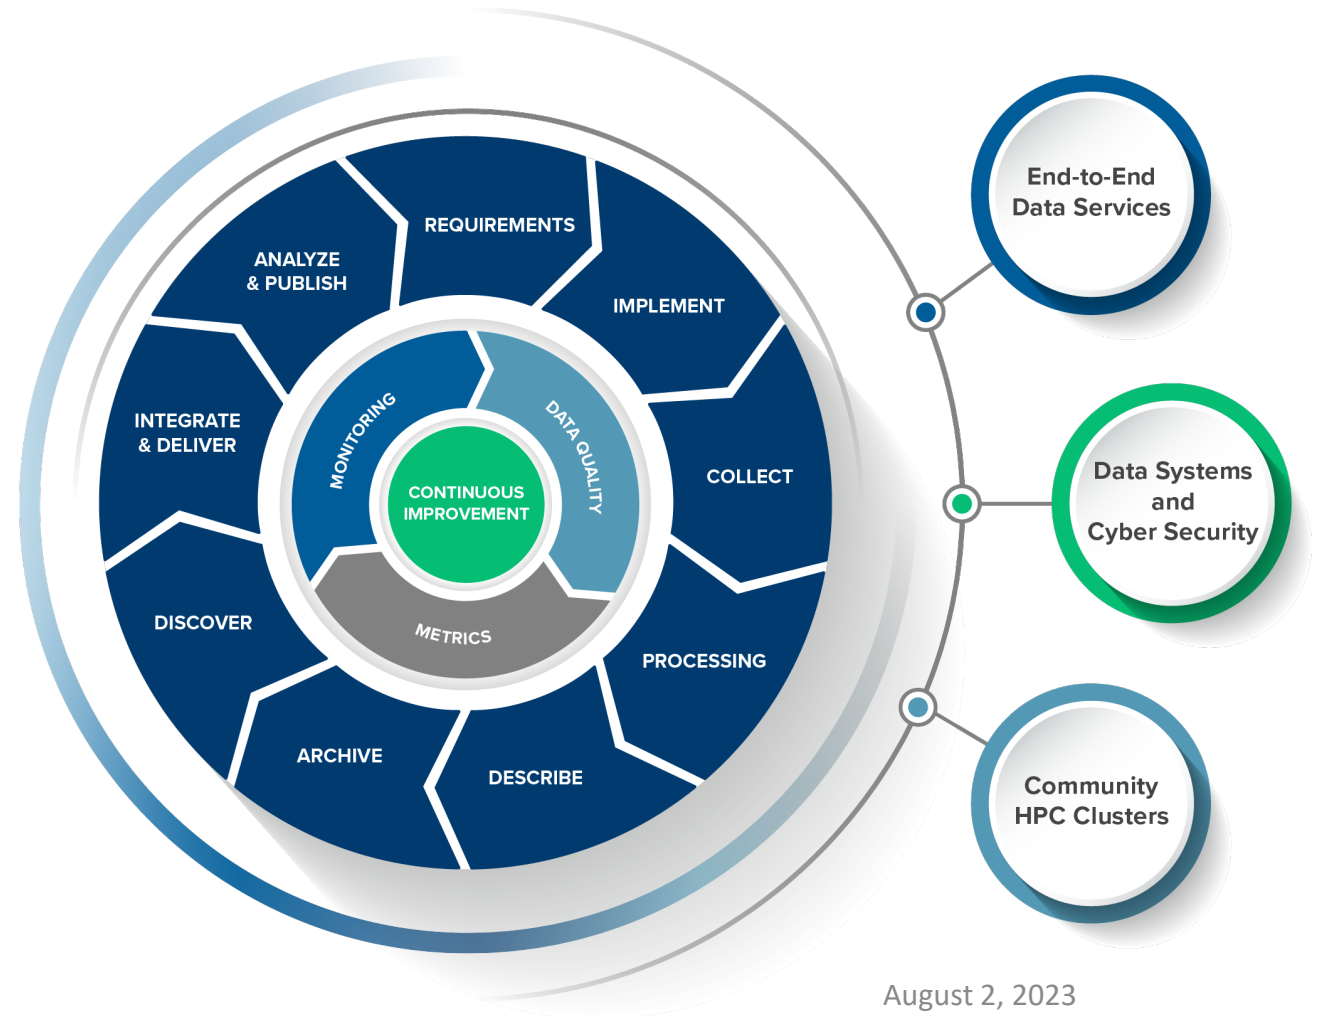 REQUIREMENTS
IMPLEMENT
COLLECT
PROCESSING
DESCRIBE
ARCHIVE
DISCOVER
INTEGRATE
& DELIVER
ANALYZE
& PUBLISH
MONITORING
DATA QUALITY
METRICS
CONTINUOUS
IMPROVEMENT
End-to-End
Data Services
Data Systems
and
Cyber Security
Community
HPC Clusters
August 2, 2023